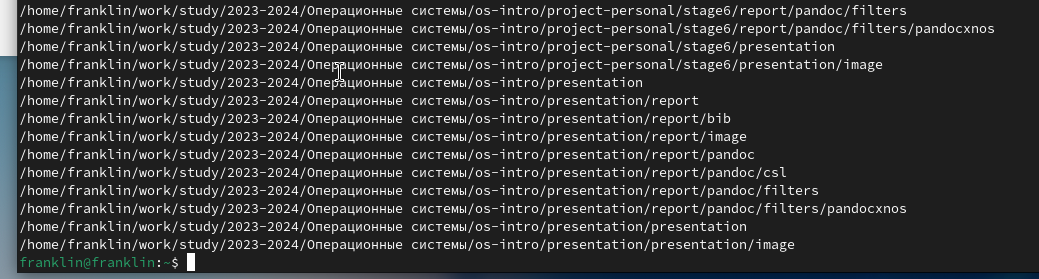 /home/franklin/work/study/2023-2024/Операционные системы/os-intro/project-personal/stage6/report/pandoc/filters
/home/franklin/work/study/2023-2024/Операционные системы/os-intro/project-personal/stage6/report/pandoc/filters/pandocxnos
/home/franklin/work/study/2023-2024/Операционные системы/os-intro/project-personal/stage6/presentation
/home/franklin/work/study/2023-2024/Операционные системы/os-intro/project-personal/stage6/presentation/image
/home/franklin/work/study/2023-2024/Операционные системы/os-intro/presentation
/home/franklin/work/study/2023-2024/Операционные системы/os-intro/presentation/report
/home/franklin/work/study/2023-2024/Операционные системы/os-intro/presentation/report/bib
/home/franklin/work/study/2023-2024/Операционные системы/os-intro/presentation/report/image
/home/franklin/work/study/2023-2024/Операционные системы/os-intro/presentation/report/pandoc
/home/franklin/work/study/2023-2024/Операционные системы/os-intro/presentation/report/pandoc/csl
/home/franklin/work/study/2023-2024/Операционные системы/os-intro/presentation/report/pandoc/filters
/home/franklin/work/study/2023-2024/Операционные системы/os-intro/presentation/report/pandoc/filters/pandocxnos
/home/franklin/work/study/2023-2024/Операционные системы/os-intro/presentation/presentation
/home/franklin/work/study/2023-2024/Операционные системы/os-intro/presentation/presentation/image
franklin@franklin:~$